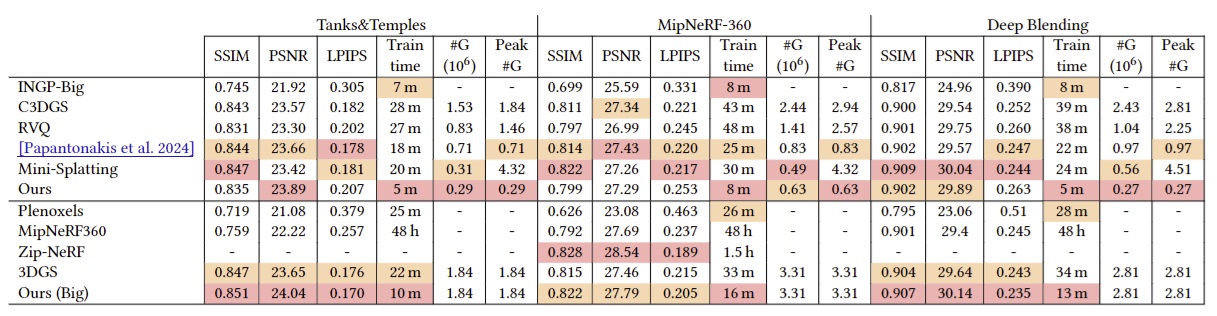 Tanks&Temples MipNeRF-360 Deep Blending
SSIM PSNR LPIPS Train time #G (10⁶) Peak #G SSIM PSNR LPIPS Train time #G (10⁶) Peak #G SSIM PSNR LPIPS Train time #G (10⁶) Peak #G
INGP-Big 0.745 21.92 0.305 7 m - - 0.699 25.59 0.331 8 m - - 0.817 24.96 0.390 8 m - -
C3DGS 0.843 23.57 0.182 28 m 1.53 1.84 0.811 27.34 0.221 43 m 2.44 2.94 0.900 29.54 0.252 39 m 2.43 2.81
RVQ 0.831 23.30 0.202 27 m 0.83 1.46 0.797 26.99 0.245 48 m 1.41 2.57 0.901 29.75 0.260 38 m 1.04 2.25
[Papantonakis et al. 2024] 0.844 23.66 0.178 18 m 0.71 0.71 0.814 27.43 0.220 25 m 0.83 0.83 0.902 29.57 0.247 22 m 0.97 0.97
Mini-Splatting 0.847 23.42 0.181 20 m 0.31 4.32 0.822 27.26 0.217 30 m 0.49 4.32 0.909 30.04 0.244 24 m 0.56 4.51
Ours 0.835 23.89 0.207 5 m 0.29 0.29 0.799 27.29 0.253 8 m 0.63 0.63 0.902 29.89 0.263 5 m 0.27 0.27
Plenoxels 0.719 21.08 0.379 25 m - - 0.626 23.08 0.463 26 m - - 0.795 23.06 0.51 28 m - -
MipNeRF360 0.759 22.22 0.257 48 h - - 0.792 27.69 0.237 48 h - - 0.901 29.4 0.245 48 h - -
Zip-NeRF - - - - - - 0.828 28.54 0.189 1.5 h - - - - - - - -
3DGS 0.847 23.65 0.176 22 m 1.84 1.84 0.815 27.46 0.215 33 m 3.31 3.31 0.904 29.64 0.243 34 m 2.81 2.81
Ours (Big) 0.851 24.04 0.170 10 m 1.84 1.84 0.822 27.79 0.205 16 m 3.31 3.31 0.907 30.14 0.235 13 m 2.81 2.81